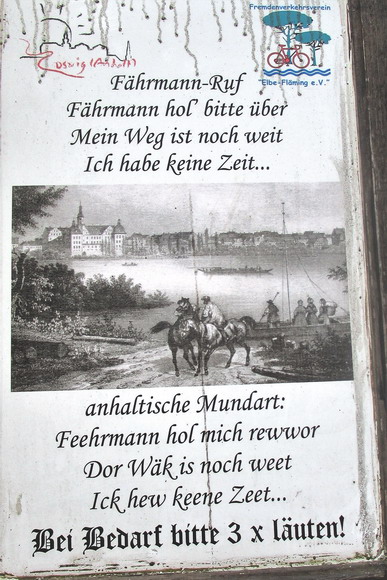 Fremdenverkehrsverein
Coswig (Anhalt)
"Elbe-Fläming e.V."
Fährmann-Ruf
Fährmann hol' bitte über
Mein Weg ist noch weit
Ich habe keine Zeit...
anhaltische Mundart:
Feehrmann hol mich rewwor
Dor Wäk is noch weet
Ick hew keene Zeet...
Bei Bedarf bitte 3 x läuten!